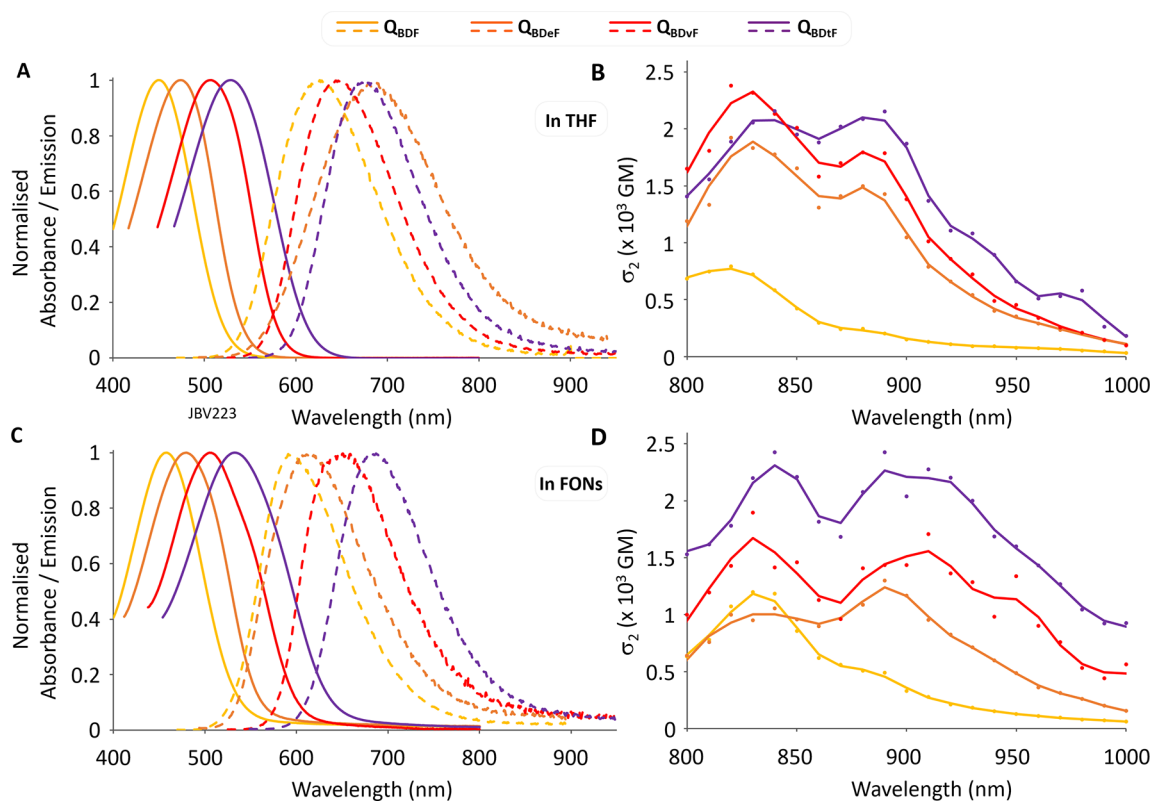 Q_BDF Q_BDeF Q_BDvF Q_BDtF
A
Normalised
Absorbance / Emission
1
0.8
0.6
0.4
0.2
0
In THF
400 500 600 700 800 900
JBV223
Wavelength (nm)
B
σ₂ (x 10³ GM)
2.5
2
1.5
1
0.5
0
800 850 900 950 1000
Wavelength (nm)
C
Normalised
Absorbance / Emission
1
0.8
0.6
0.4
0.2
0
In FONs
400 500 600 700 800 900
Wavelength (nm)
D
σ₂ (x 10³ GM)
2.5
2
1.5
1
0.5
0
800 850 900 950 1000
Wavelength (nm)